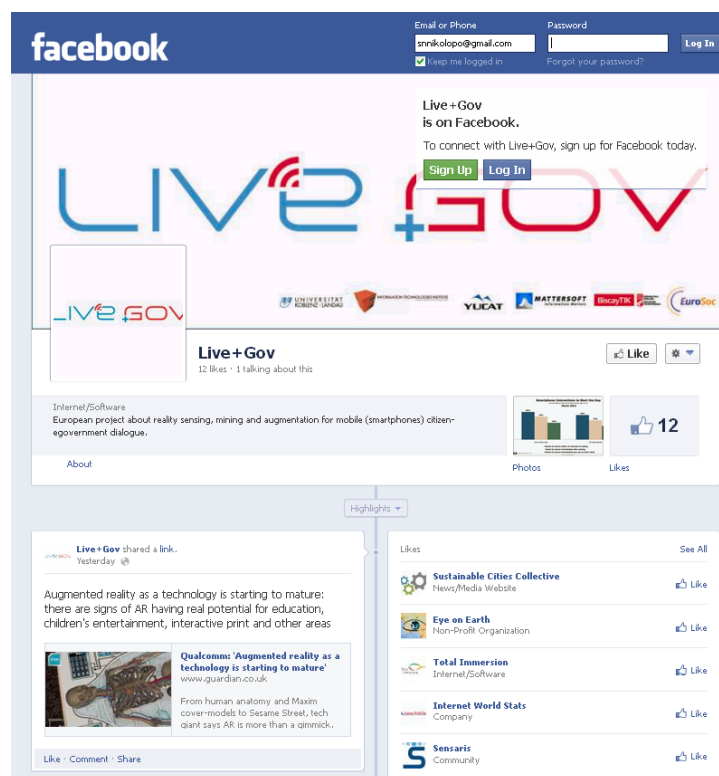 facebook
Email or Phone
Password
snnikolopo@gmail.com
Log In
Keep me logged in
Forgot your password?
Live+Gov
is on Facebook.
To connect with Live+Gov, sign up for Facebook today.
Sign Up
Log In
LIVE+GOV
UNIVERSITÄT
KOBLENZ·LANDAU
INFORMATION TECHNOLOGIES INSTITUTE
YUCAT
MATTERSOFT
Information Matters
BiscayTIK
EuroSoc
LIVE+GOV
Live+Gov
12 likes · 1 talking about this
Like
Internet/Software
European project about reality sensing, mining and augmentation for mobile (smartphones) citizen-
egovernment dialogue.
About
Photos
12
Likes
Highlights
Live+Gov shared a link.
Yesterday
Augmented reality as a technology is starting to mature:
there are signs of AR having real potential for education,
children's entertainment, interactive print and other areas
Qualcomm: 'Augmented reality as a
technology is starting to mature'
www.guardian.co.uk
From human anatomy and Maxim
cover-models to Sesame Street, tech
giant says AR is more than a gimmick.
Like · Comment · Share
Likes
See All
Sustainable Cities Collective
News/Media Website
Like
Eye on Earth
Non-Profit Organization
Like
Total Immersion
Internet/Software
Like
Internet World Stats
Company
Like
Sensaris
Community
Like